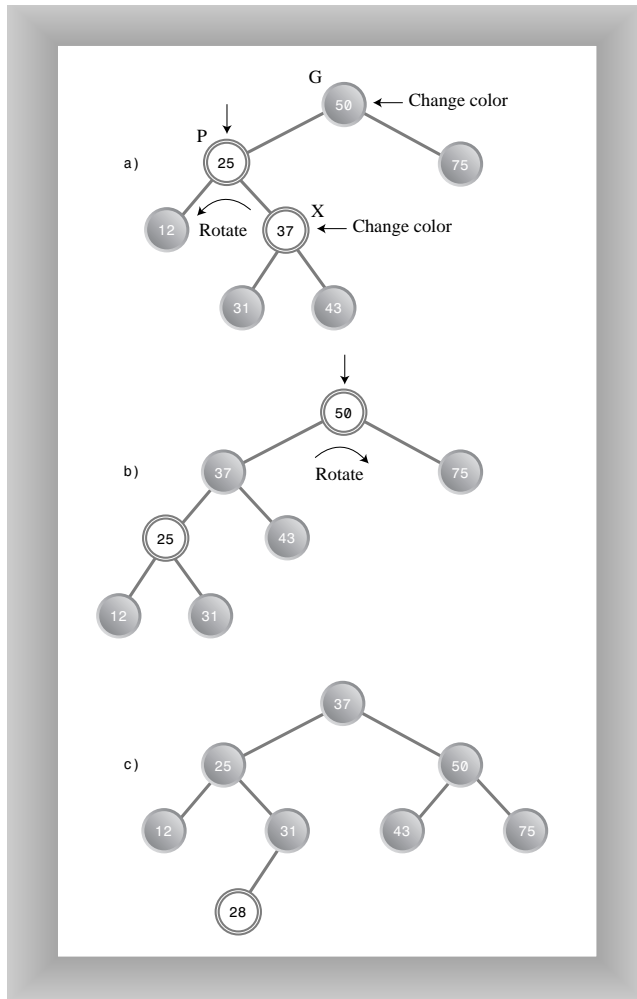 G
50 Change color
P
a) 25 75
X
12 Rotate 37 Change color
31 43
50
b) 37 Rotate 75
25 43
12 31
37
c) 25 50
12 31 43 75
28